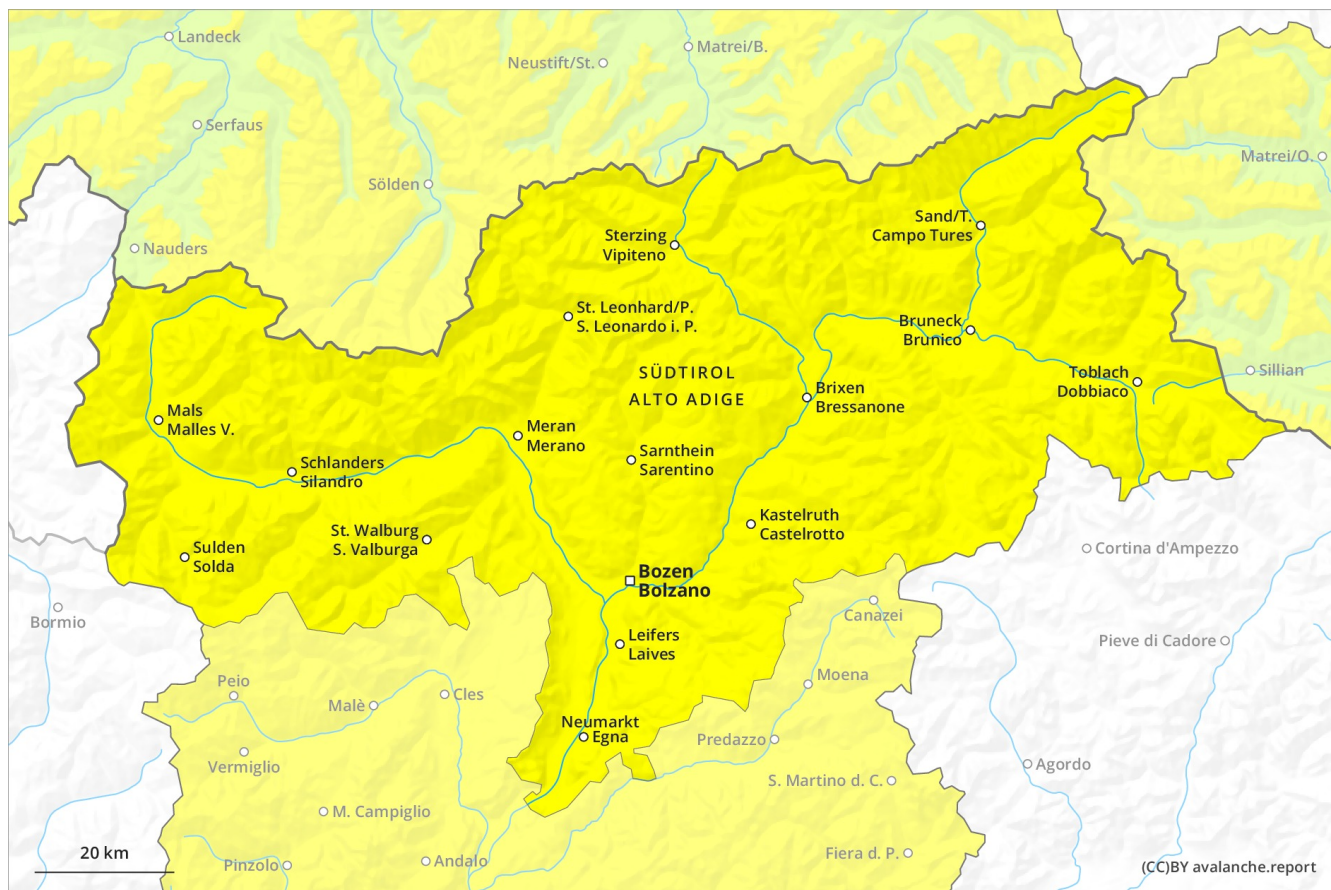 Landeck
Matrei/B.
Neustift/St.
Serfaus
Matrei/O.
Sölden
Sand/T.
Campo Tures
Sterzing
Vipiteno
Nauders
St. Leonhard/P.
S. Leonardo i. P.
Bruneck
Brunico
SÜDTIROL
ALTO ADIGE
Toblach
Dobbiaco
Sillian
Brixen
Bressanone
Mals
Malles V.
Meran
Merano
Sarnthein
Sarentino
Schlanders
Silandro
Kastelruth
Castelrotto
St. Walburg
S. Valburga
Sulden
Solda
Cortina d'Ampezzo
Bozen
Bolzano
Bormio
Canazei
Leifers
Laives
Pieve di Cadore
Moena
Peio
Cles
Malè
Neumarkt
Egna
Predazzo
Vermiglio
Agordo
S. Martino d. C.
M. Campiglio
20 km
Andalo
Fiera d. P.
Pinzolo
(CC)BY avalanche.report